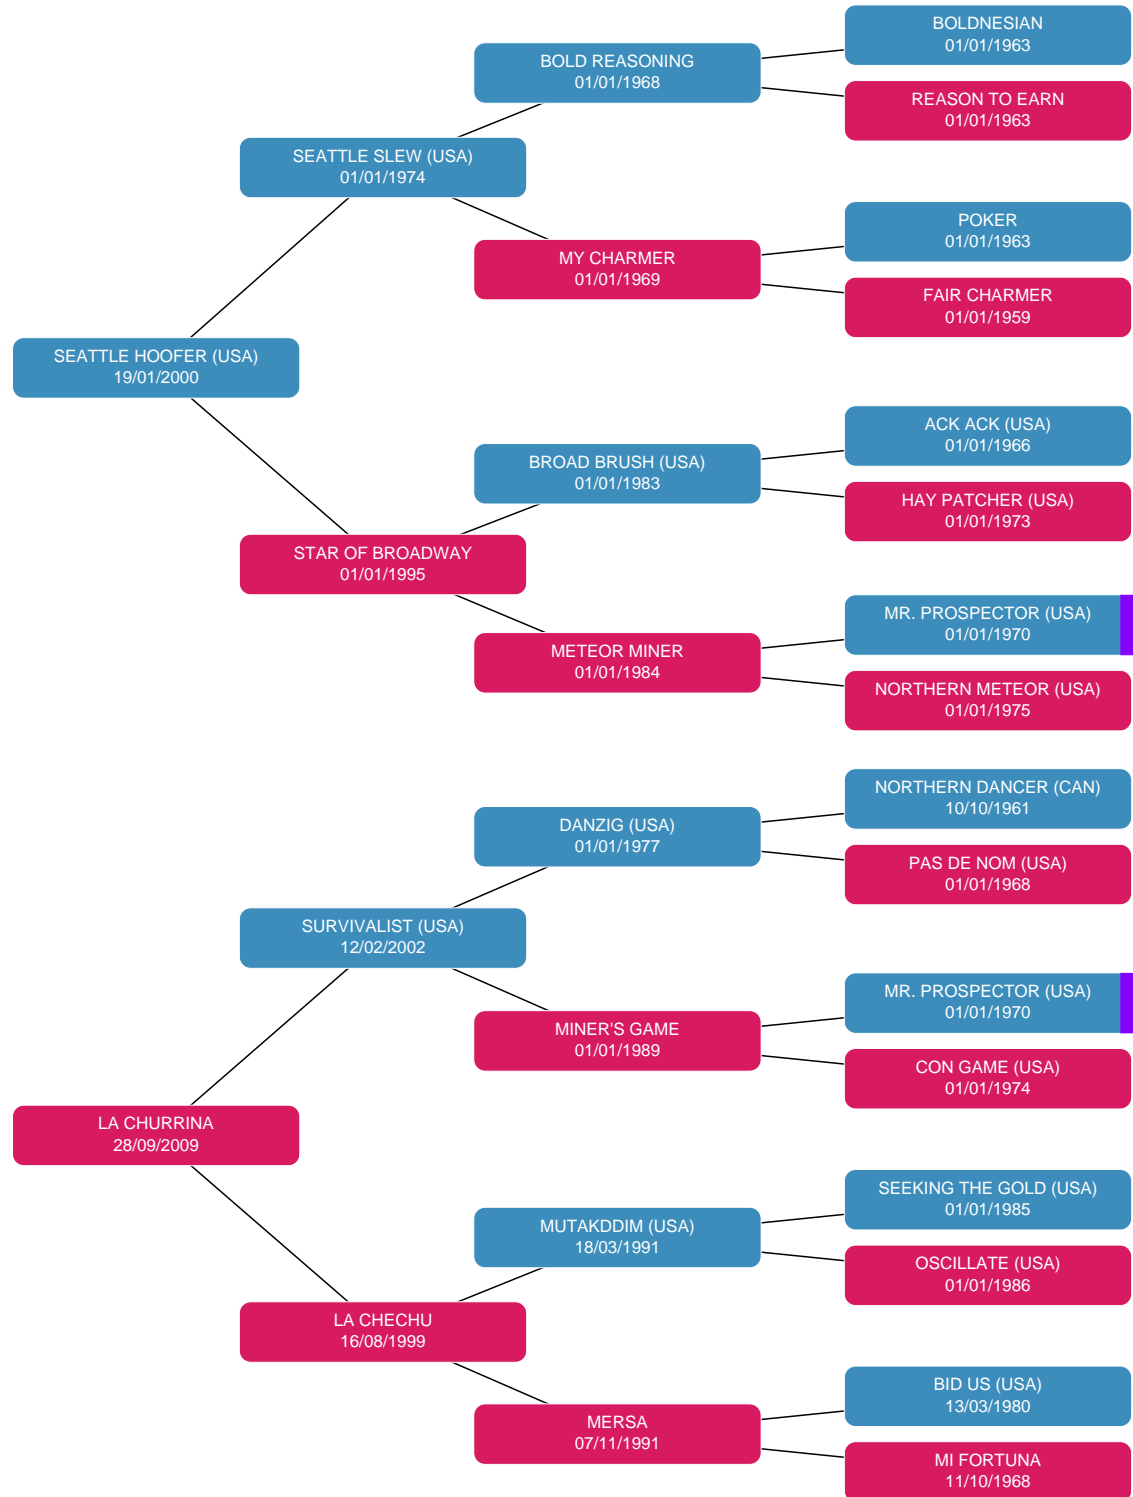 BOLDNESIAN
01/01/1963
BOLD REASONING
01/01/1968
REASON TO EARN
01/01/1963
SEATTLE SLEW (USA)
01/01/1974
POKER
01/01/1963
MY CHARMER
01/01/1969
FAIR CHARMER
01/01/1959
SEATTLE HOOFER (USA)
19/01/2000
ACK ACK (USA)
01/01/1966
BROAD BRUSH (USA)
01/01/1983
HAY PATCHER (USA)
01/01/1973
STAR OF BROADWAY
01/01/1995
MR. PROSPECTOR (USA)
01/01/1970
METEOR MINER
01/01/1984
NORTHERN METEOR (USA)
01/01/1975
NORTHERN DANCER (CAN)
10/10/1961
DANZIG (USA)
01/01/1977
PAS DE NOM (USA)
01/01/1968
SURVIVALIST (USA)
12/02/2002
MR. PROSPECTOR (USA)
01/01/1970
MINER'S GAME
01/01/1989
CON GAME (USA)
01/01/1974
LA CHURRINA
28/09/2009
SEEKING THE GOLD (USA)
01/01/1985
MUTAKDDIM (USA)
18/03/1991
OSCILLATE (USA)
01/01/1986
LA CHECHU
16/08/1999
BID US (USA)
13/03/1980
MERSA
07/11/1991
MI FORTUNA
11/10/1968